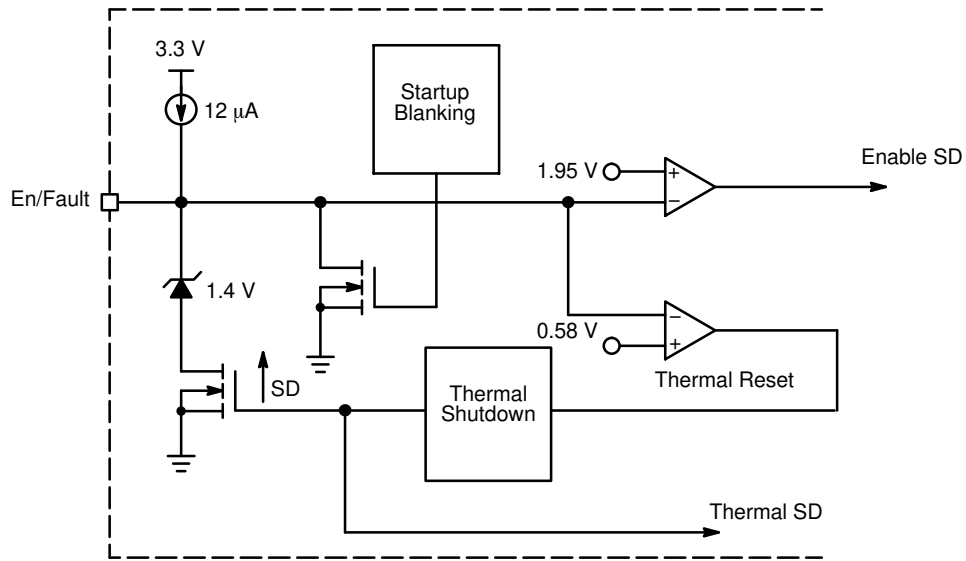 3.3 V
12 μA
Startup
Blanking
1.95 V
+
−
Enable SD
En/Fault
1.4 V
−
0.58 V
+
Thermal Reset
SD
Thermal
Shutdown
Thermal SD